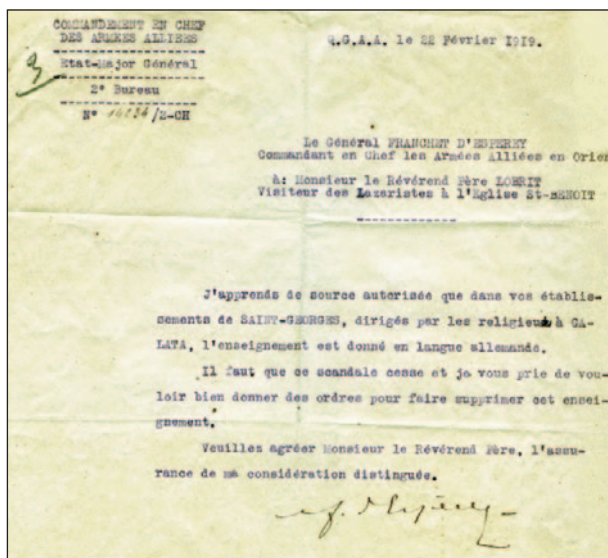 COMMANDEMENT EN CHEF
DES ARMÉES ALLIÉES
Etat-Major Général
2° Bureau
N° /2-CH
Q.G.A.A. le 22 Février 1919.
Le Général FRANCHET D'ESPEREY
Commandant en Chef les Armées Alliées en Orien
à: Monsieur le Révérend Père LOBRIT
Visiteur des Lazaristes à l'Eglise St-BENOIT
J'apprends de source autorisée que dans vos établis-
sements de SAINT-GEORGES, dirigés par les religieux à GA-
LATA, l'enseignement est donné en langue allemande.
Il faut que ce scandale cesse et je vous prie de vou-
loir bien donner des ordres pour faire supprimer cet ensei-
gnement.
Veuillez agréer Monsieur le Révérend Père, l'assu-
rance de ma considération distinguée.